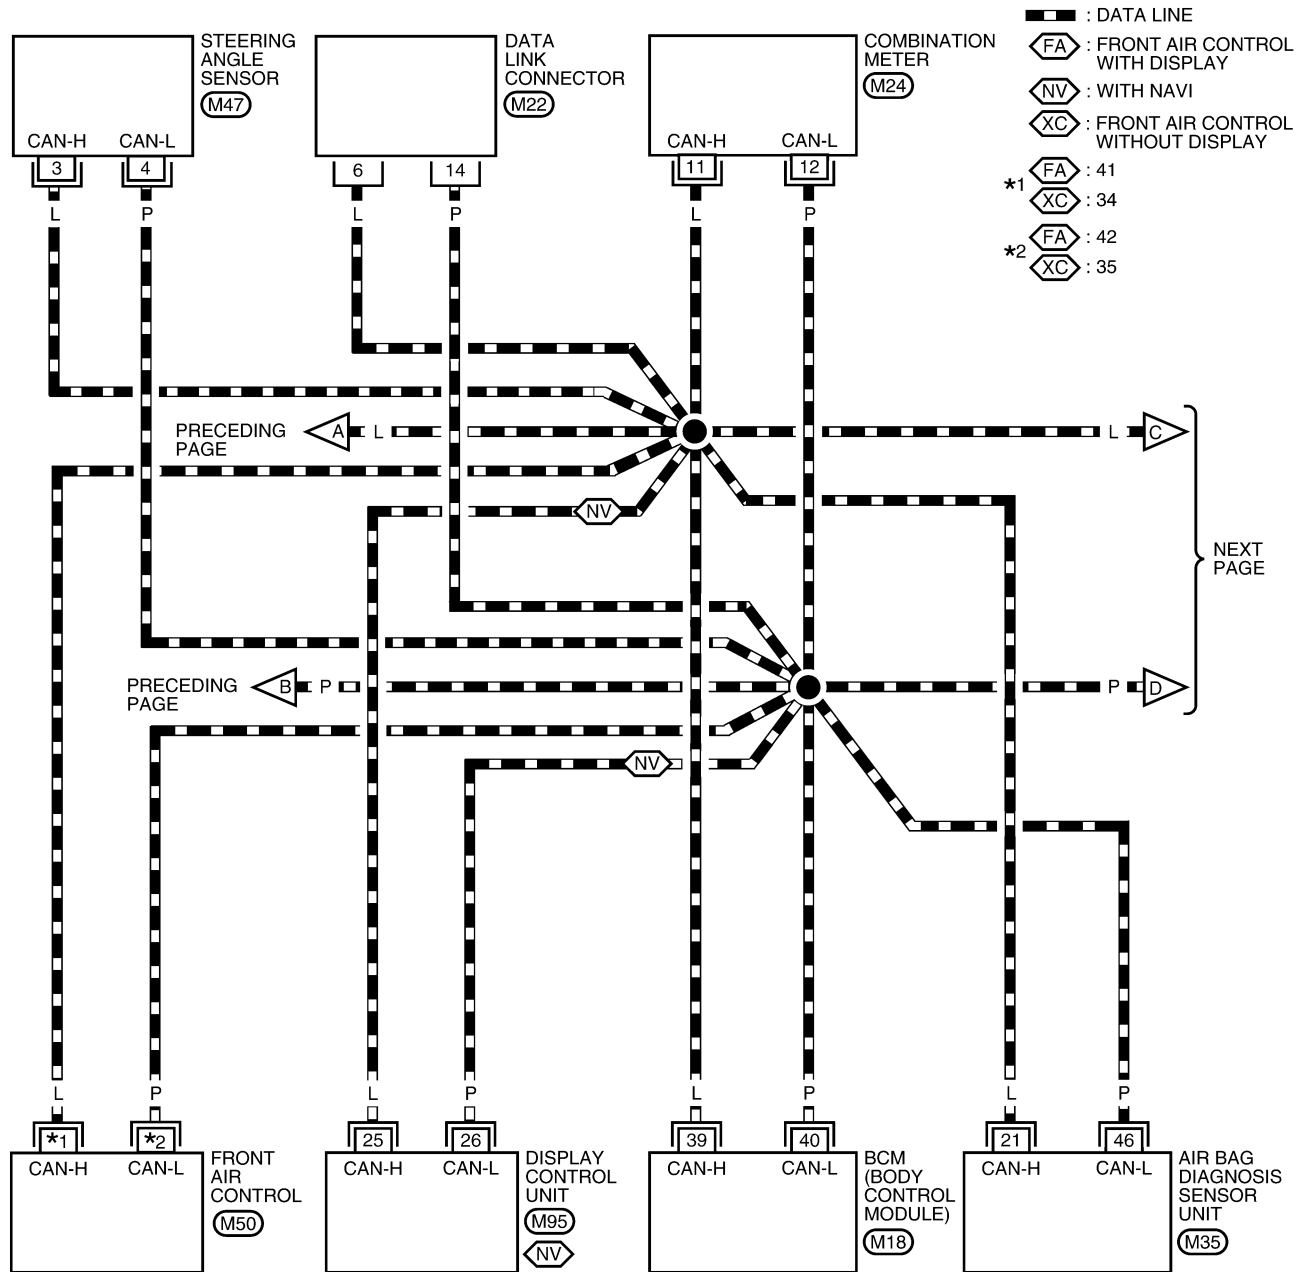 STEERING
ANGLE
SENSOR
M47
CAN-H
CAN-L
3
4
L
P
DATA
LINK
CONNECTOR
M22
6
14
L
P
COMBINATION
METER
M24
CAN-H
CAN-L
11
12
L
P
: DATA LINE
FA : FRONT AIR CONTROL
WITH DISPLAY
NV : WITH NAVI
XC : FRONT AIR CONTROL
WITHOUT DISPLAY
*1
FA : 41
XC : 34
*2
FA : 42
XC : 35
PRECEDING
PAGE
A
L
L
C
NV
NEXT
PAGE
PRECEDING
PAGE
B
P
P
D
NV
L
P
*1
*2
CAN-H
CAN-L
FRONT
AIR
CONTROL
M50
L
P
25
26
CAN-H
CAN-L
DISPLAY
CONTROL
UNIT
M95
NV
L
P
39
40
CAN-H
CAN-L
BCM
(BODY
CONTROL
MODULE)
M18
L
P
21
46
CAN-H
CAN-L
AIR BAG
DIAGNOSIS
SENSOR
UNIT
M35